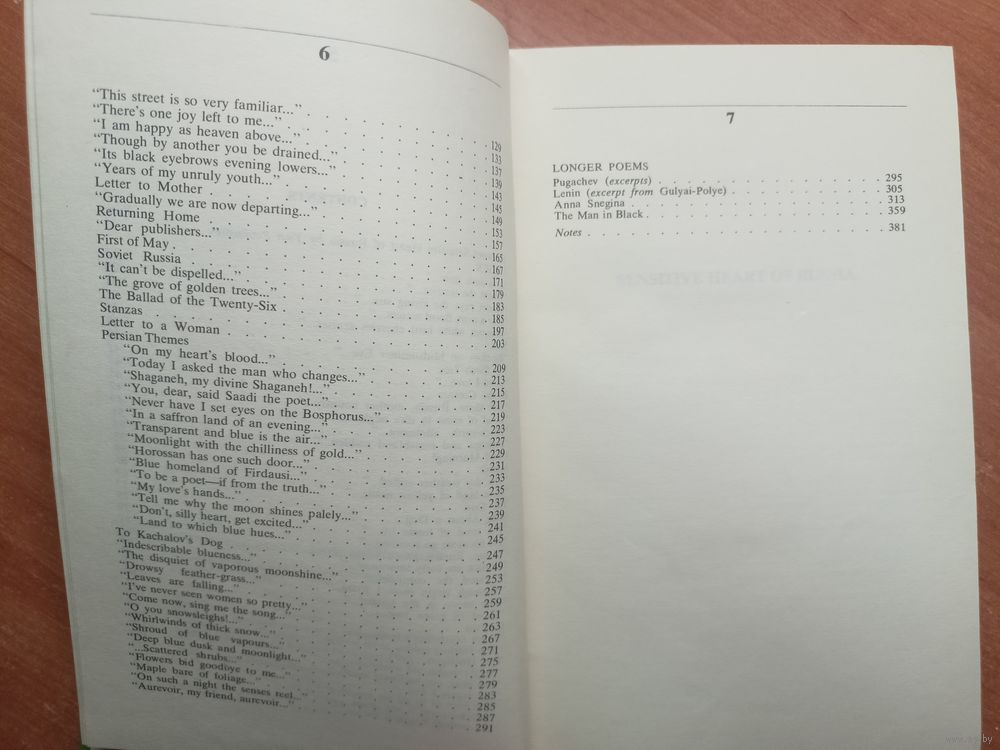 6
“This street is so very familiar...” . . . 129
“There's one joy left to me...” . . . 133
“I am happy as heaven above...” . . . 137
“Though by another you be drained...” . . . 139
“Its black eyebrows evening lowers...” . . . 143
“Years of my unruly youth...” . . . 145
Letter to Mother . . . 149
“Gradually we are now departing...” . . . 153
Returning Home . . . 157
“Dear publishers...” . . . 165
First of May . . . 167
Soviet Russia . . . 171
“It can't be dispelled...” . . . 179
“The grove of golden trees...” . . . 183
The Ballad of the Twenty-Six . . . 185
Stanzas . . . 197
Letter to a Woman . . . 203
Persian Themes
“On my heart's blood...” . . . 209
“Today I asked the man who changes...” . . . 213
“Shaganeh, my divine Shaganeh!...” . . . 215
“You, dear, said Saadi the poet...” . . . 217
“Never have I set eyes on the Bosphorus...” . . . 219
“In a saffron land of an evening...” . . . 223
“Transparent and blue is the air...” . . . 227
“Moonlight with the chilliness of gold...” . . . 229
“Horossan has one such door...” . . . 231
“Blue homeland of Firdausi...” . . . 233
“To be a poet—if from the truth...” . . . 235
“My love's hands...” . . . 237
“Tell me why the moon shines palely...” . . . 239
“Don't, silly heart, get excited...” . . . 241
“Land to which blue hues...” . . . 245
To Kachalov's Dog . . . 247
“Indescribable blueness...” . . . 249
“The disquiet of vaporous moonshine...” . . . 253
“Drowsy feather-grass...” . . . 257
“Leaves are falling...” . . . 259
“I've never seen women so pretty...” . . . 261
“Come now, sing me the song...” . . . 263
“O you snowsleighs!...” . . . 267
“Whirlwinds of thick snow...” . . . 271
“Shroud of blue vapours...” . . . 275
“Deep blue dusk and moonlight...” . . . 277
“...Scattered shrubs...” . . . 279
“Flowers bid goodbye to me...” . . . 283
“Maple bare of foliage...” . . . 285
“On such a night the senses reel...” . . . 287
“Aurevoir, my friend, aurevoir...” . . . 291
7
LONGER POEMS
Pugachev (excerpts) . . . 295
Lenin (excerpt from Gulyai-Polye) . . . 305
Anna Snegina . . . 313
The Man in Black . . . 359
Notes . . . 381